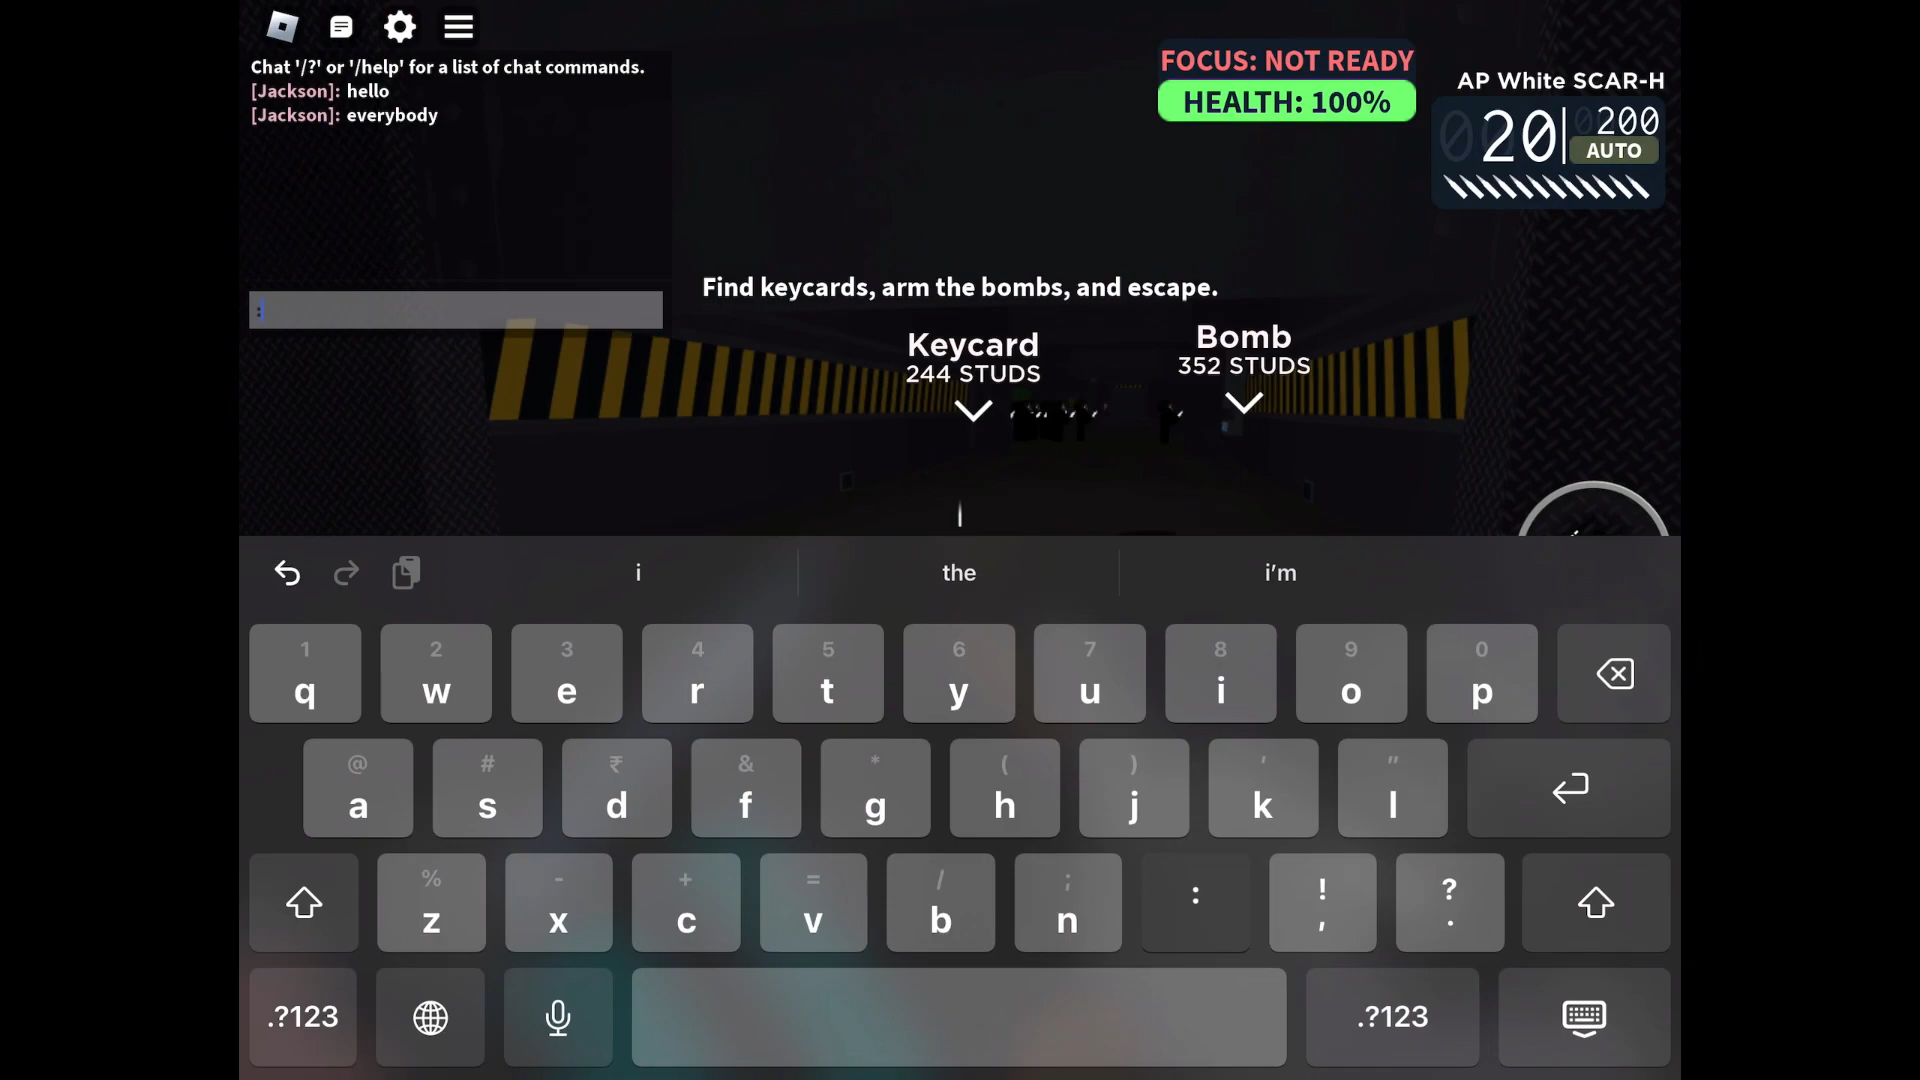 Chat '/?' or '/help' for a list of chat commands.
[Jackson]: hello
[Jackson]: everybody
FOCUS: NOT READY
HEALTH: 100%
AP White SCAR-H
020 0200
AUTO
Find keycards, arm the bombs, and escape.
:
Keycard
244 STUDS
Bomb
352 STUDS
i the i'm
1 2 3 4 5 6 7 8 9 0
q w e r t y u i o p
@ # ₹ & * ( ) ' "
a s d f g h j k l
% - + = / ; : ! ?
z x c v b n , .
.?123 .?123